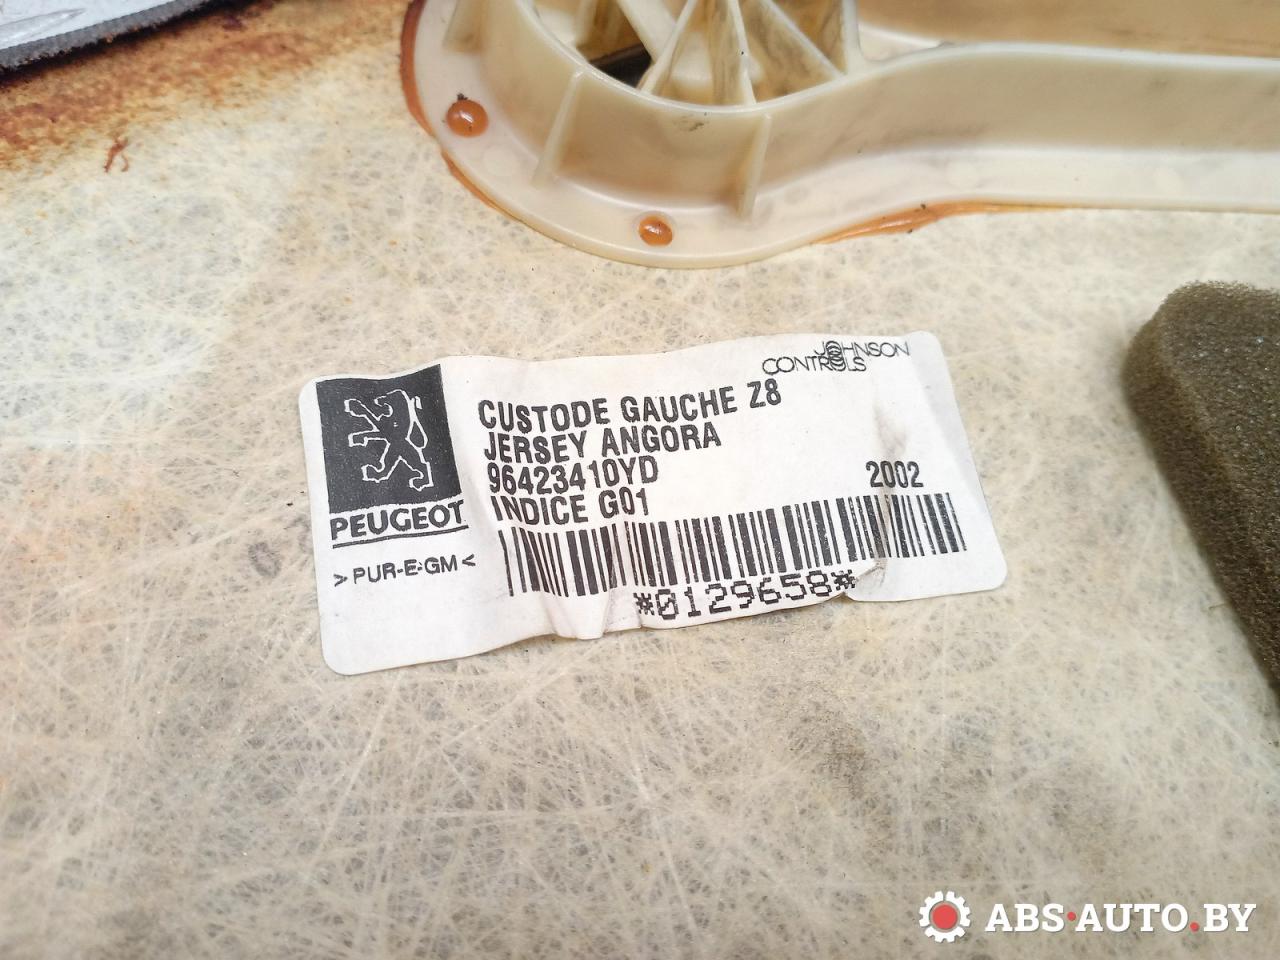 JOHNSON
CONTROLS
CUSTODE GAUCHE Z8
JERSEY ANGORA
96423410YD
INDICE G01
2002
PEUGEOT
>PUR-E-GM<
*0129658*
ABS·AUTO.BY